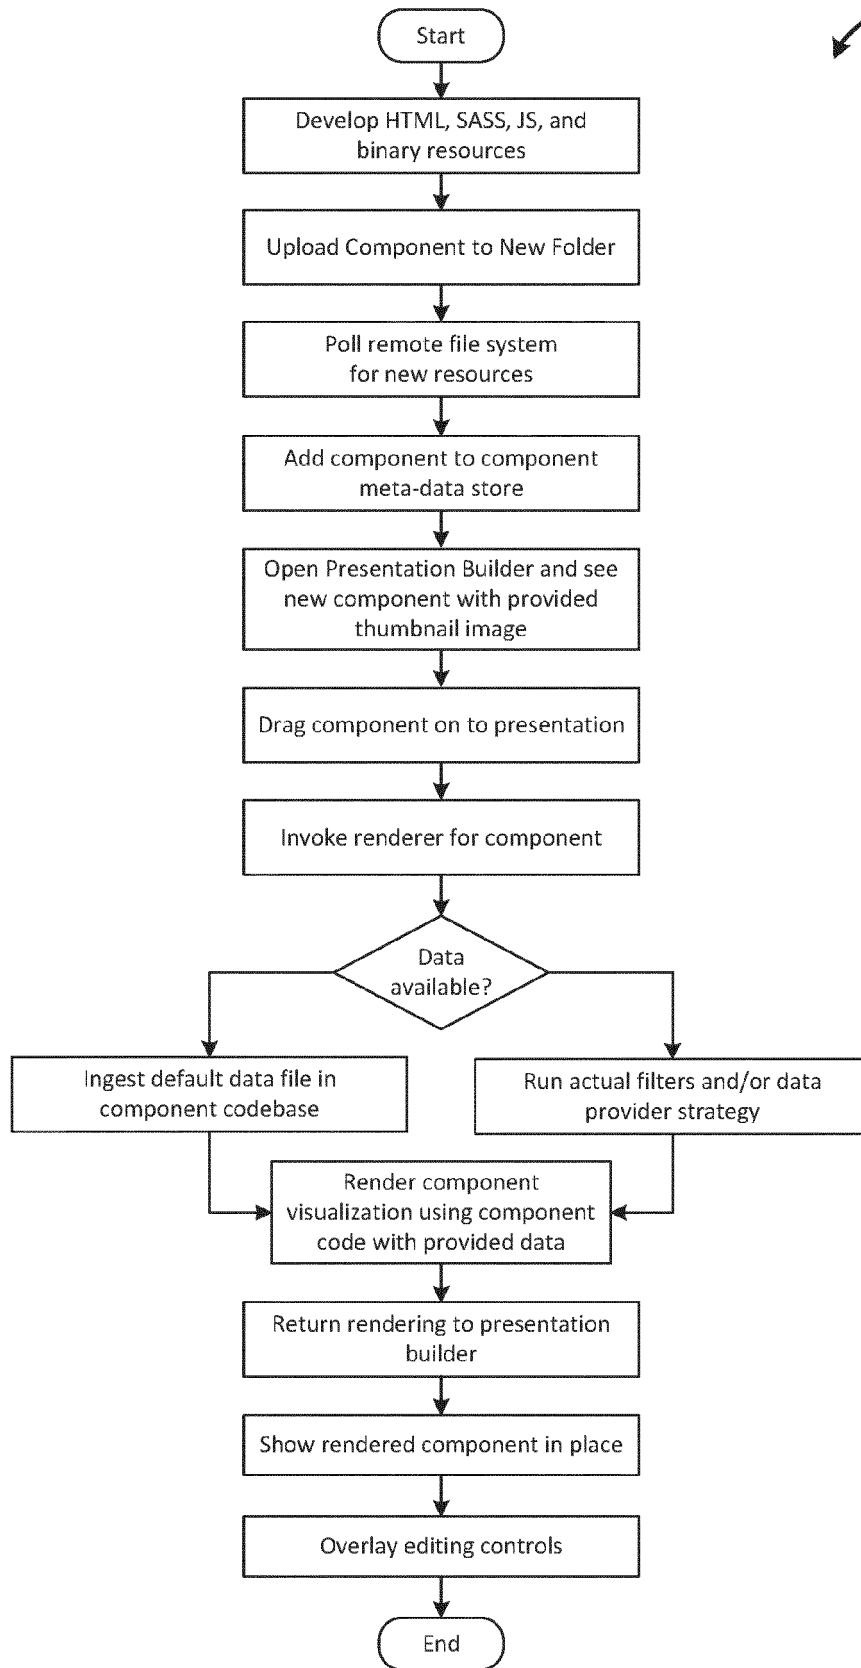 Start
Develop HTML, SASS, JS, and
binary resources
Upload Component to New Folder
Poll remote file system
for new resources
Add component to component
meta-data store
Open Presentation Builder and see
new component with provided
thumbnail image
Drag component on to presentation
Invoke renderer for component
Data
available?
Ingest default data file in
component codebase
Run actual filters and/or data
provider strategy
Render component
visualization using component
code with provided data
Return rendering to presentation
builder
Show rendered component in place
Overlay editing controls
End